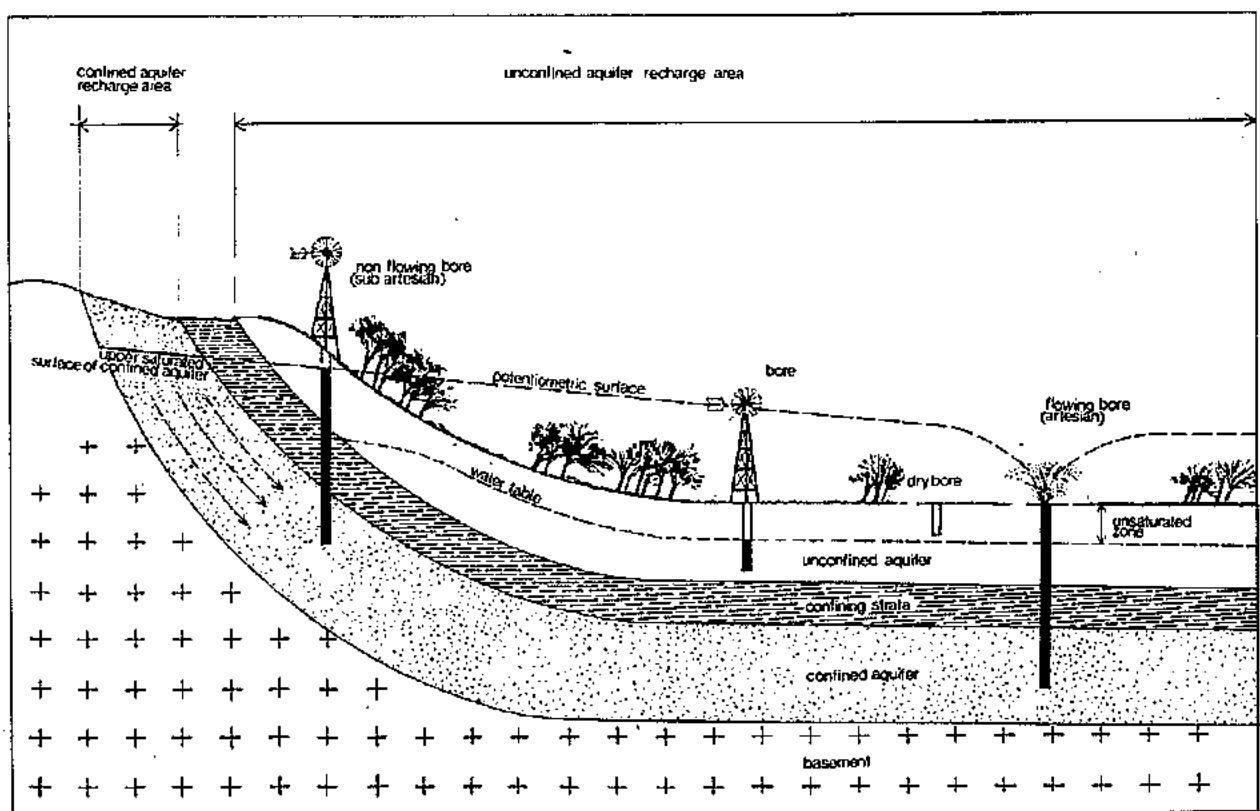 confined aquifer
recharge area
unconfined aquifer recharge area
non flowing bore
(sub artesian)
upper saturated
surface of confined aquifer
potentiometric surface
bore
flowing bore
(artesian)
water table
dry bore
unsaturated
zone
unconfined aquifer
confining strata
confined aquifer
basement